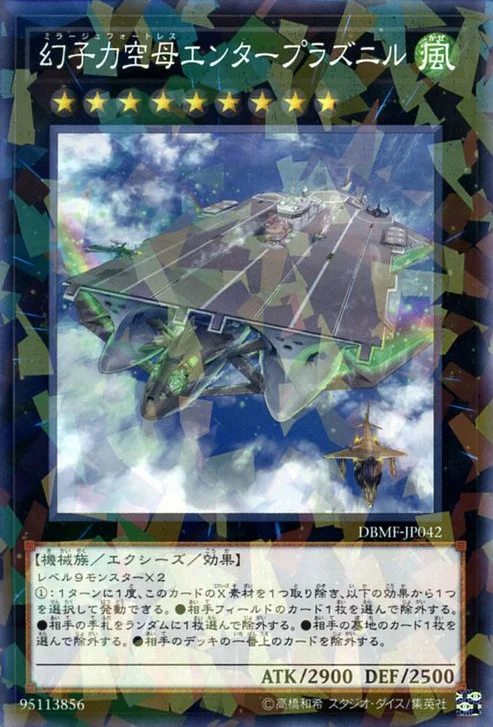 ミラージュフォートレス
幻子力空母エンタープラズニル
かぜ
風
DBMF-JP042
【機械族／エクシーズ／効果】
レベル９モンスター×２
①：１ターンに１度、このカードのＸ素材を１つ取り除き、以下の効果から１つ
を選択して発動できる。●相手フィールドのカード１枚を選んで除外する。
●相手の手札をランダムに１枚選んで除外する。●相手の墓地のカード１枚を
選んで除外する。●相手のデッキの一番上のカードを除外する。
ATK/2900 DEF/2500
95113856
©高橋和希 スタジオ・ダイス/集英社